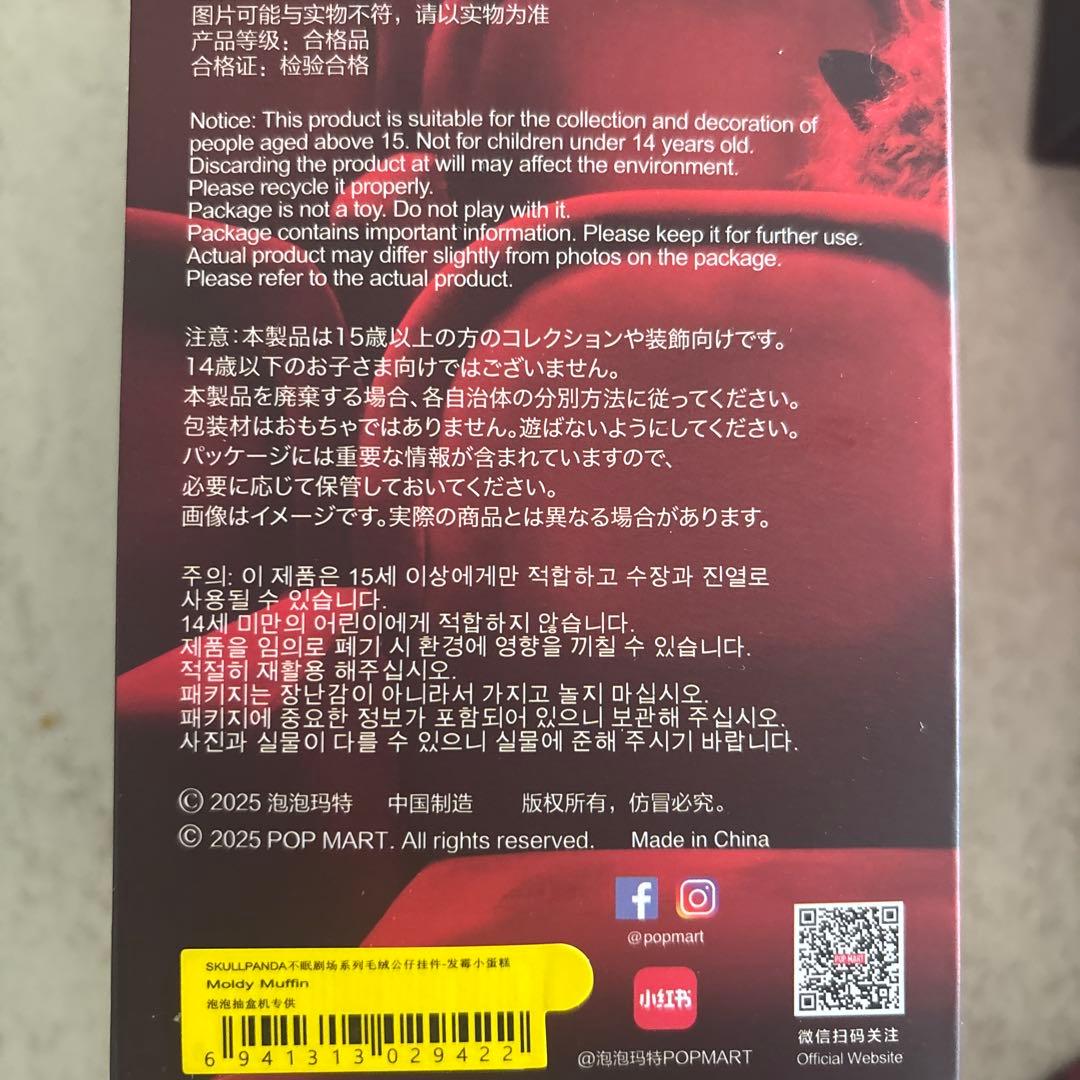 图片可能与实物不符，请以实物为准
产品等级：合格品
合格证：检验合格
Notice: This product is suitable for the collection and decoration of
people aged above 15. Not for children under 14 years old.
Discarding the product at will may affect the environment.
Please recycle it properly.
Package is not a toy. Do not play with it.
Package contains important information. Please keep it for further use.
Actual product may differ slightly from photos on the package.
Please refer to the actual product.
注意：本製品は15歳以上の方のコレクションや装飾向けです。
14歳以下のお子さま向けではございません。
本製品を廃棄する場合、各自治体の分別方法に従ってください。
包装材はおもちゃではありません。遊ばないようにしてください。
パッケージには重要な情報が含まれていますので、
必要に応じて保管しておいてください。
画像はイメージです。実際の商品とは異なる場合があります。
주의: 이 제품은 15세 이상에게만 적합하고 수장과 진열로
사용될 수 있습니다.
14세 미만의 어린이에게 적합하지 않습니다.
제품을 임의로 폐기 시 환경에 영향을 끼칠 수 있습니다.
적절히 재활용 해주십시오.
패키지는 장난감이 아니라서 가지고 놀지 마십시오.
패키지에 중요한 정보가 포함되어 있으니 보관해 주십시오.
사진과 실물이 다를 수 있으니 실물에 준해 주시기 바랍니다.
© 2025 泡泡玛特 中国制造 版权所有，仿冒必究。
© 2025 POP MART. All rights reserved. Made in China
@popmart
SKULLPANDA不眠剧场系列毛绒公仔挂件-发霉小蛋糕
Moldy Muffin
泡泡抽盒机专供
6 941313 029422
小红书
@泡泡玛特POPMART
POP MART
微信扫码关注
Official Website